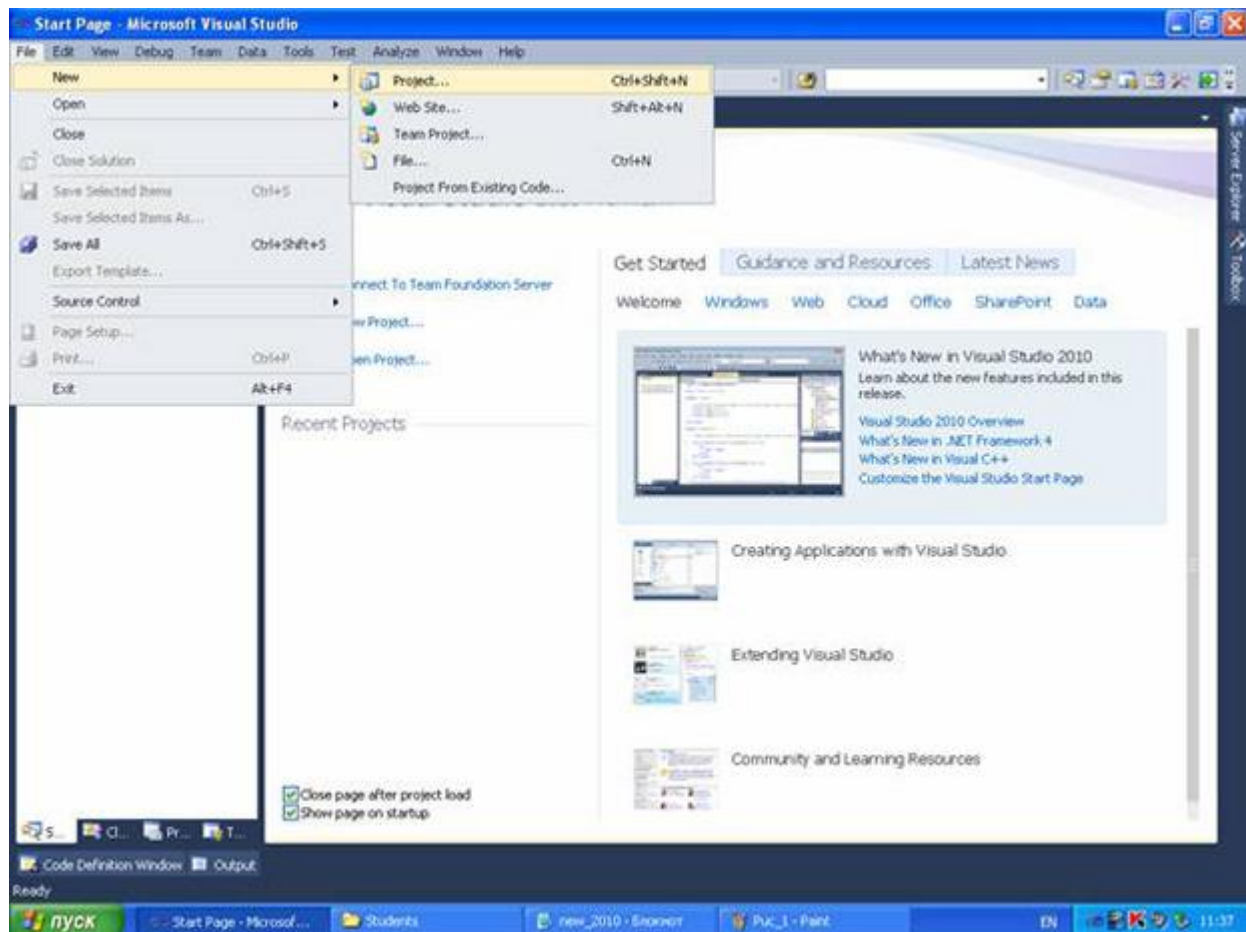 Start Page - Microsoft Visual Studio
File Edit View Debug Team Data Tools Test Analyze Window Help
New
Open
Close
Close Solution
Save Selected Items Ctrl+S
Save Selected Items As...
Save All Ctrl+Shift+S
Export Template...
Source Control
Page Setup...
Print... Ctrl+P
Exit Alt+F4
Project... Ctrl+Shift+N
Web Site... Shift+Alt+N
Team Project...
File... Ctrl+N
Project From Existing Code...
Server Explorer
Toolbox
nnect To Team Foundation Server
w Project...
pen Project...
Recent Projects
Get Started Guidance and Resources Latest News
Welcome Windows Web Cloud Office SharePoint Data
What's New in Visual Studio 2010
Learn about the new features included in this
release.
Visual Studio 2010 Overview
What's New in .NET Framework 4
What's New in Visual C++
Customize the Visual Studio Start Page
Creating Applications with Visual Studio
Extending Visual Studio
Community and Learning Resources
Close page after project load
Show page on startup
S... Cl... Pr... T...
Code Definition Window Output
Ready
пуск Start Page - Microsof... Students new_2010 - Блокнот Рис_1 - Paint EN 11:37